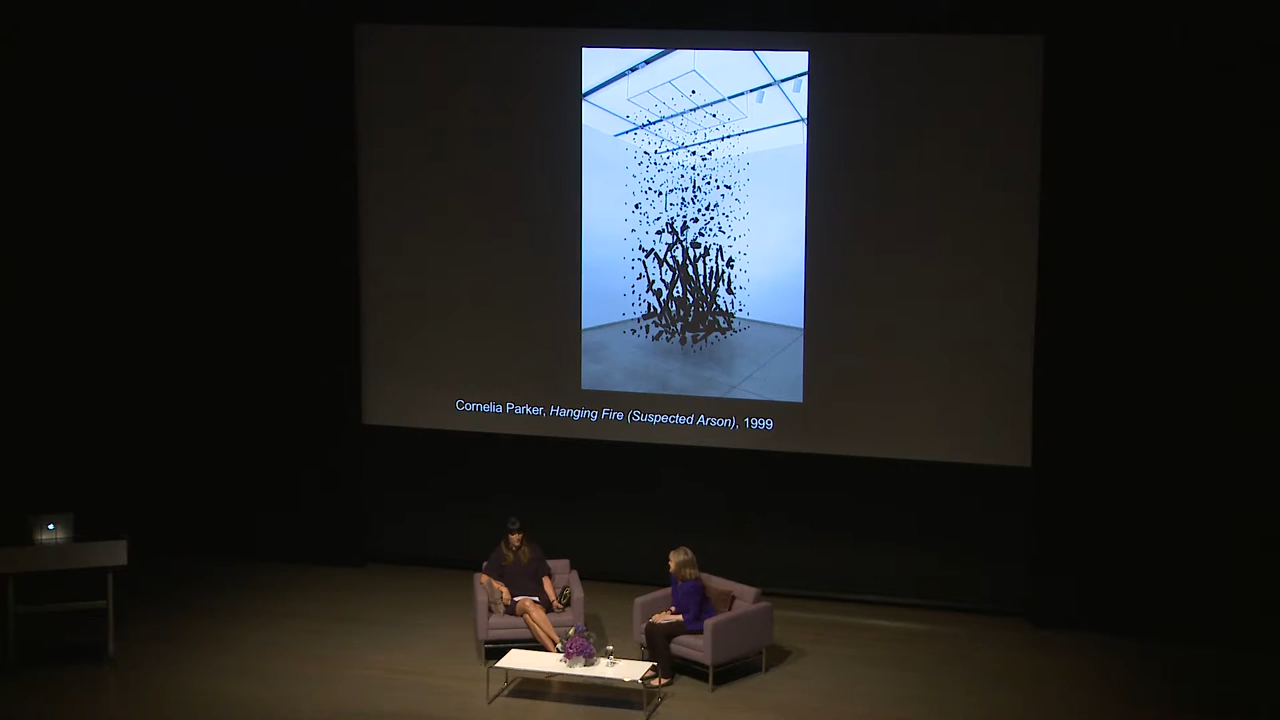 Cornelia Parker, Hanging Fire (Suspected Arson), 1999